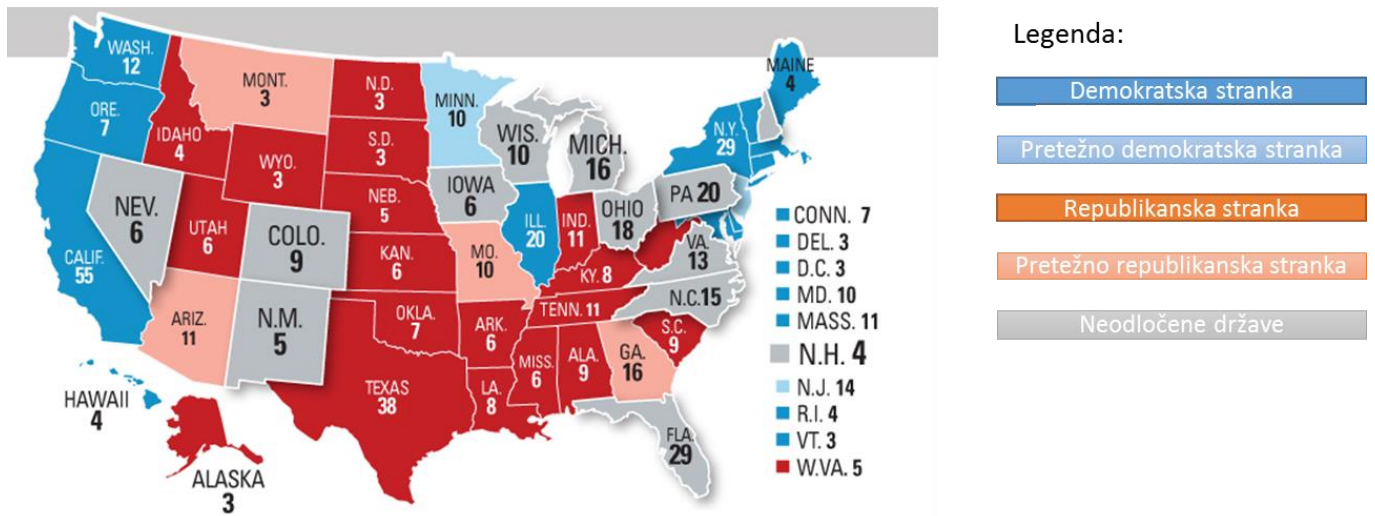 Legenda:
Demokratska stranka
Pretežno demokratska stranka
Republikanska stranka
Pretežno republikanska stranka
Neodločene države
WASH.
12
ORE.
7
CALIF.
55
NEV.
6
IDAHO
4
MONT.
3
WYO.
3
UTAH
6
COLO.
9
ARIZ.
11
N.M.
5
N.D.
3
S.D.
3
NEB.
5
KAN.
6
OKLA.
7
TEXAS
38
MINN.
10
IOWA
6
MO.
10
ARK.
6
LA.
8
WIS.
10
ILL.
20
MICH.
16
IND.
11
OHIO
18
KY. 8
TENN. 11
MISS.
6
ALA.
9
GA.
16
FLA.
29
S.C.
9
N.C. 15
VA.
13
PA 20
N.Y.
29
MAINE
4
HAWAII
4
ALASKA
3
CONN. 7
DEL. 3
D.C. 3
MD. 10
MASS. 11
N.H. 4
N.J. 14
R.I. 4
VT. 3
W.VA. 5